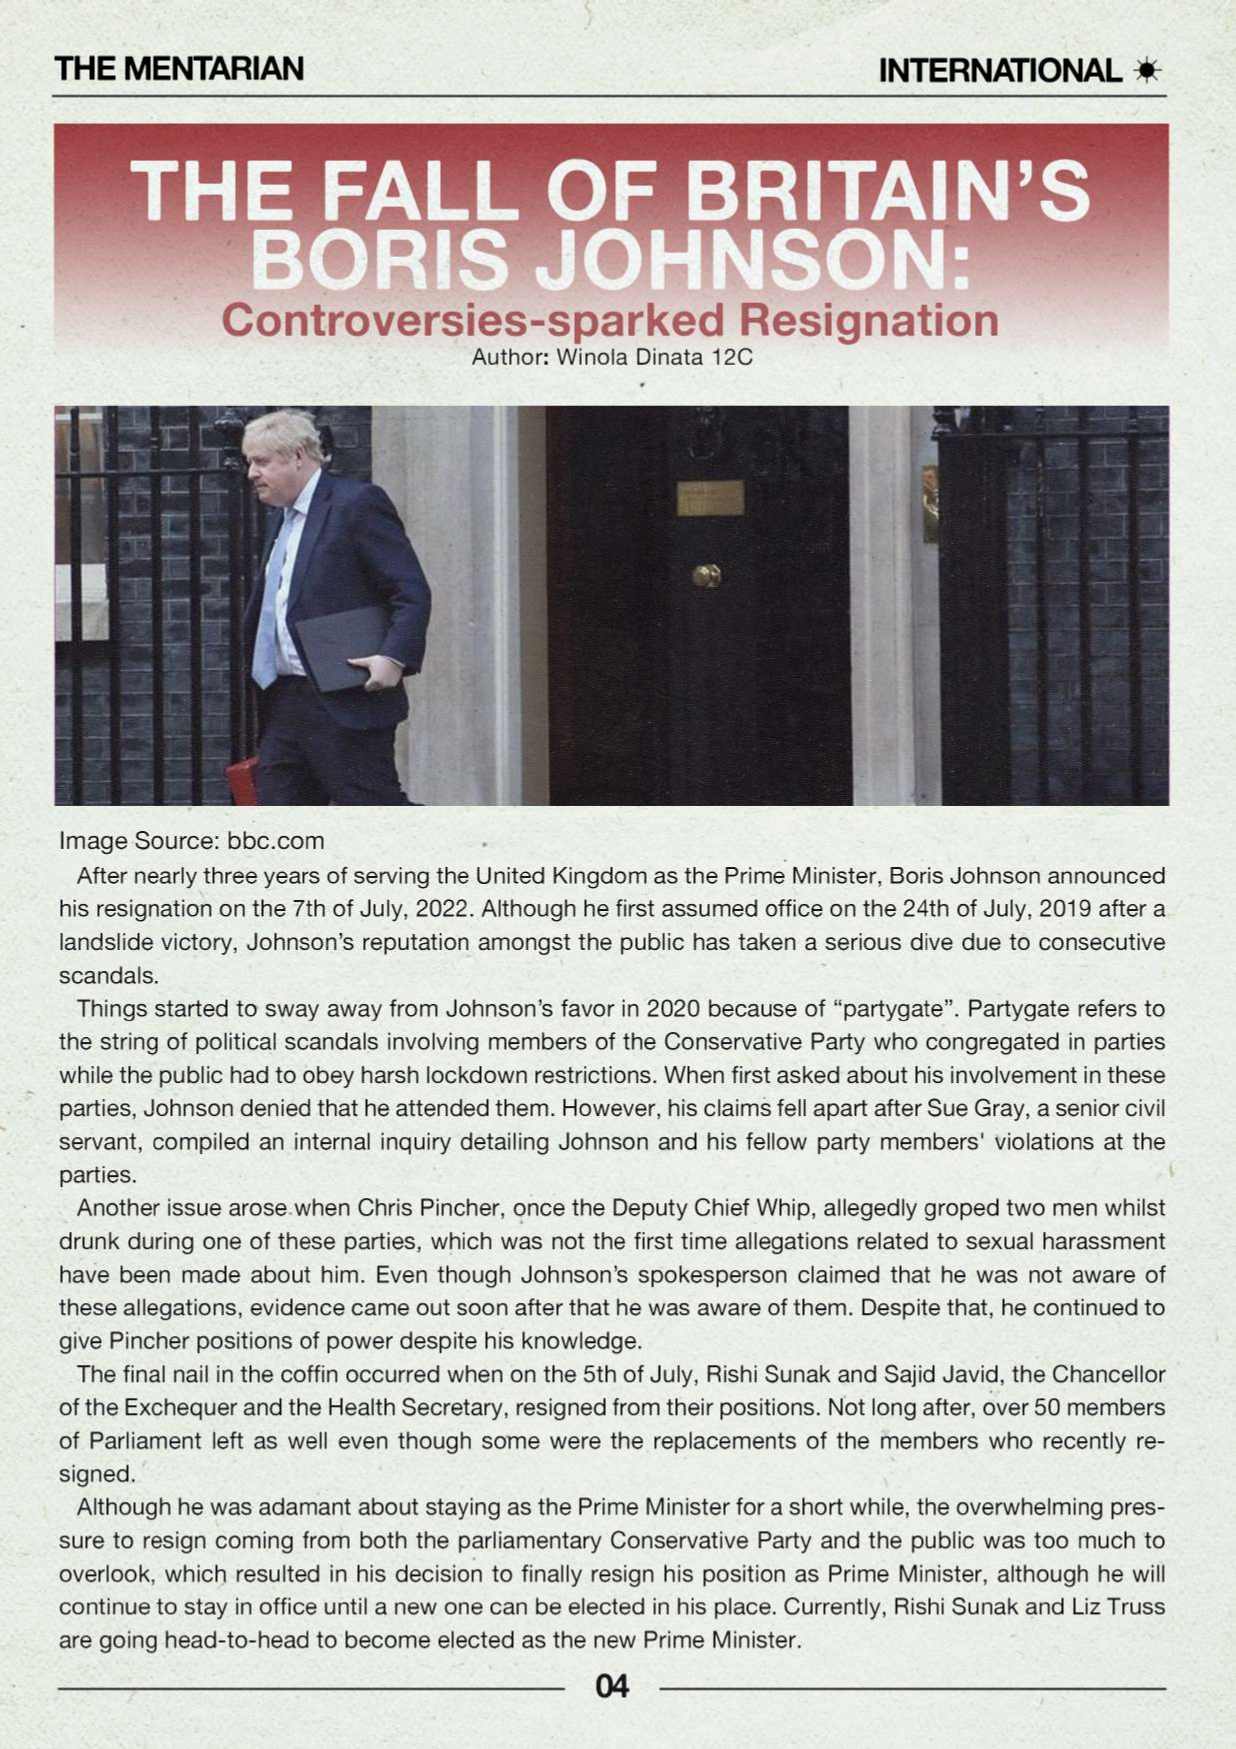 THE MENTARIAN
INTERNATIONAL
THE FALL OF BRITAIN'S
BORIS JOHNSON:
Controversies-sparked Resignation
Author: Winola Dinata 12C
Image Source: bbc.com
After nearly three years of serving the United Kingdom as the Prime Minister, Boris Johnson announced
his resignation on the 7th of July, 2022. Although he first assumed office on the 24th of July, 2019 after a
landslide victory, Johnson's reputation amongst the public has taken a serious dive due to consecutive
scandals.
Things started to sway away from Johnson's favor in 2020 because of "partygate". Partygate refers to
the string of political scandals involving members of the Conservative Party who congregated in parties
while the public had to obey harsh lockdown restrictions. When first asked about his involvement in these
parties, Johnson denied that he attended them. However, his claims fell apart after Sue Gray, a senior civil
servant, compiled an internal inquiry detailing Johnson and his fellow party members' violations at the
parties.
Another issue arose when Chris Pincher, once the Deputy Chief Whip, allegedly groped two men whilst
drunk during one of these parties, which was not the first time allegations related to sexual harassment
have been made about him. Even though Johnson's spokesperson claimed that he was not aware of
these allegations, evidence came out soon after that he was aware of them. Despite that, he continued to
give Pincher positions of power despite his knowledge.
The final nail in the coffin occurred when on the 5th of July, Rishi Sunak and Sajid Javid, the Chancellor
of the Exchequer and the Health Secretary, resigned from their positions. Not long after, over 50 members
of Parliament left as well even though some were the replacements of the members who recently re-
signed.
Although he was adamant about staying as the Prime Minister for a short while, the overwhelming pres-
sure to resign coming from both the parliamentary Conservative Party and the public was too much to
overlook, which resulted in his decision to finally resign his position as Prime Minister, although he will
continue to stay in office until a new one can be elected in his place. Currently, Rishi Sunak and Liz Truss
are going head-to-head to become elected as the new Prime Minister.
04